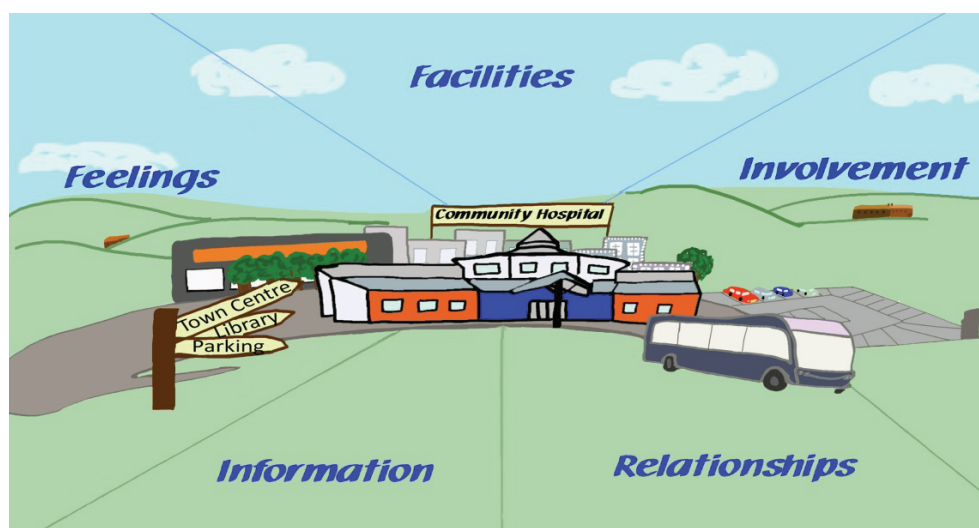 Facilities
Feelings
Involvement
Community Hospital
Town Centre
Library
Parking
Information
Relationships